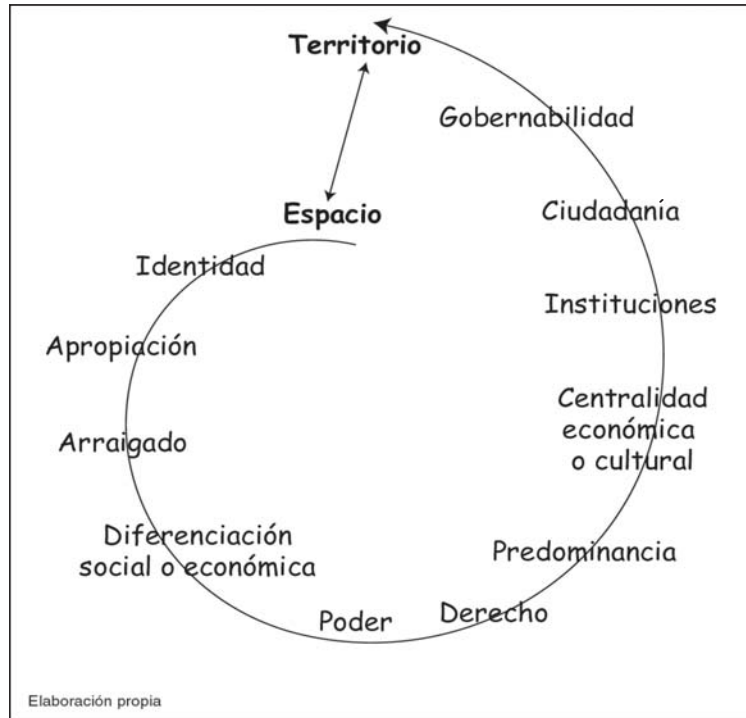 Territorio
Gobernabilidad
Espacio
Ciudadanía
Identidad
Instituciones
Apropiación
Centralidad
económica
o cultural
Arraigado
Diferenciación
social o económica
Predominancia
Derecho
Poder
Elaboración propia